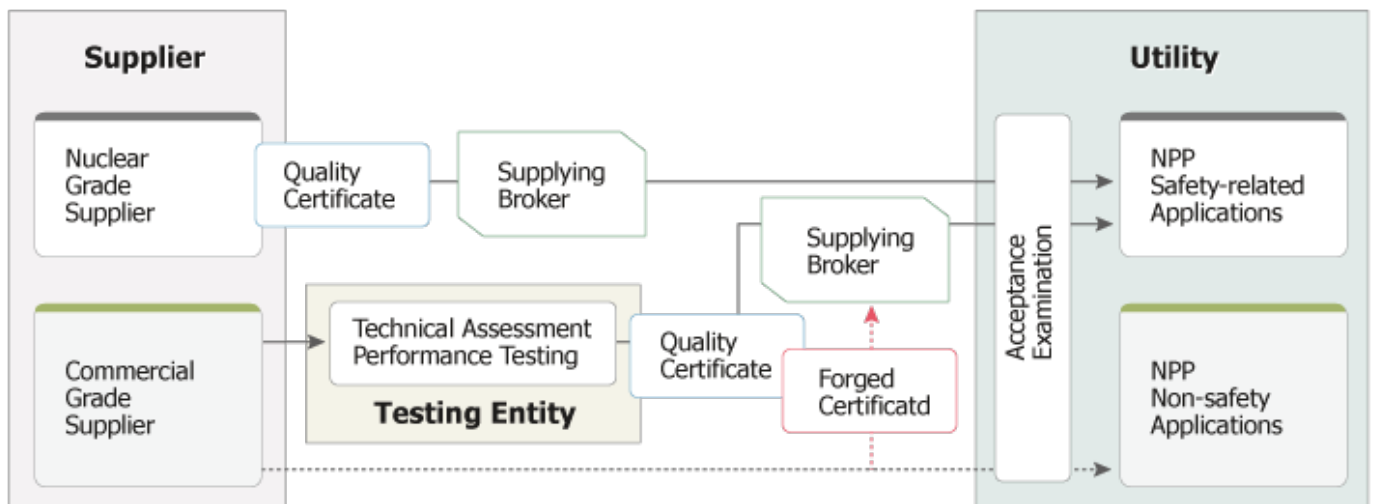 Supplier
Utility
Nuclear
Grade
Supplier
Quality
Certificate
Supplying
Broker
Supplying
Broker
Acceptance
Examination
NPP
Safety-related
Applications
Commercial
Grade
Supplier
Technical Assessment
Performance Testing
Testing Entity
Quality
Certificate
Forged
Certificatd
NPP
Non-safety
Applications